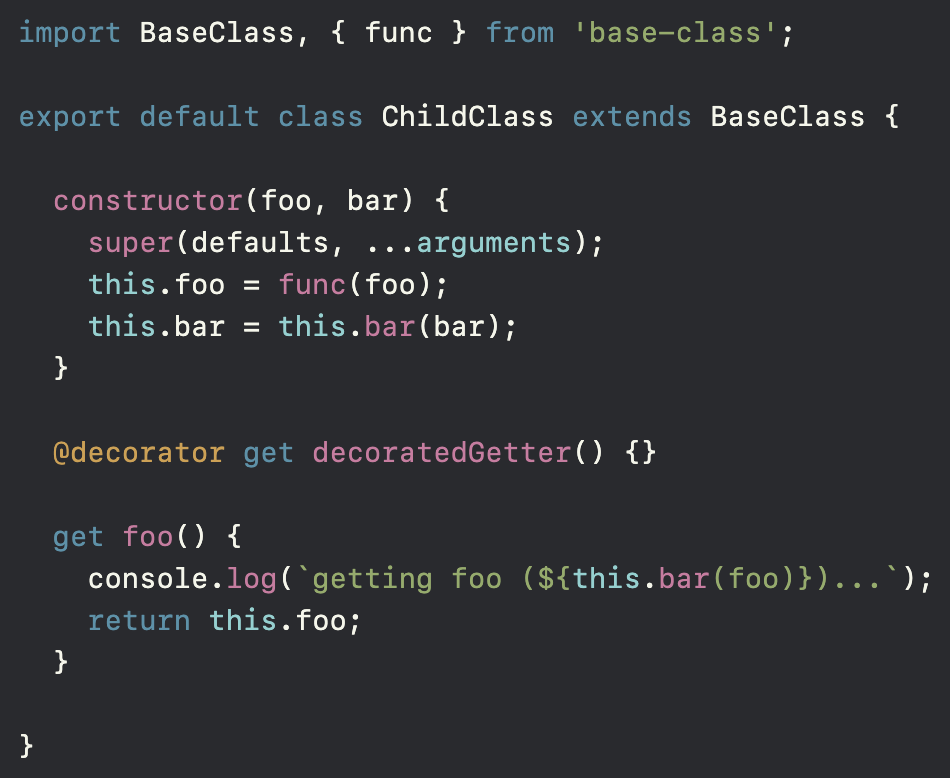 import BaseClass, { func } from 'base-class';
export default class ChildClass extends BaseClass {
constructor(foo, bar) {
super(defaults, ...arguments);
this.foo = func(foo);
this.bar = this.bar(bar);
}
@decorator get decoratedGetter() {}
get foo() {
console.log(`getting foo (${this.bar(foo)})...`);
return this.foo;
}
}